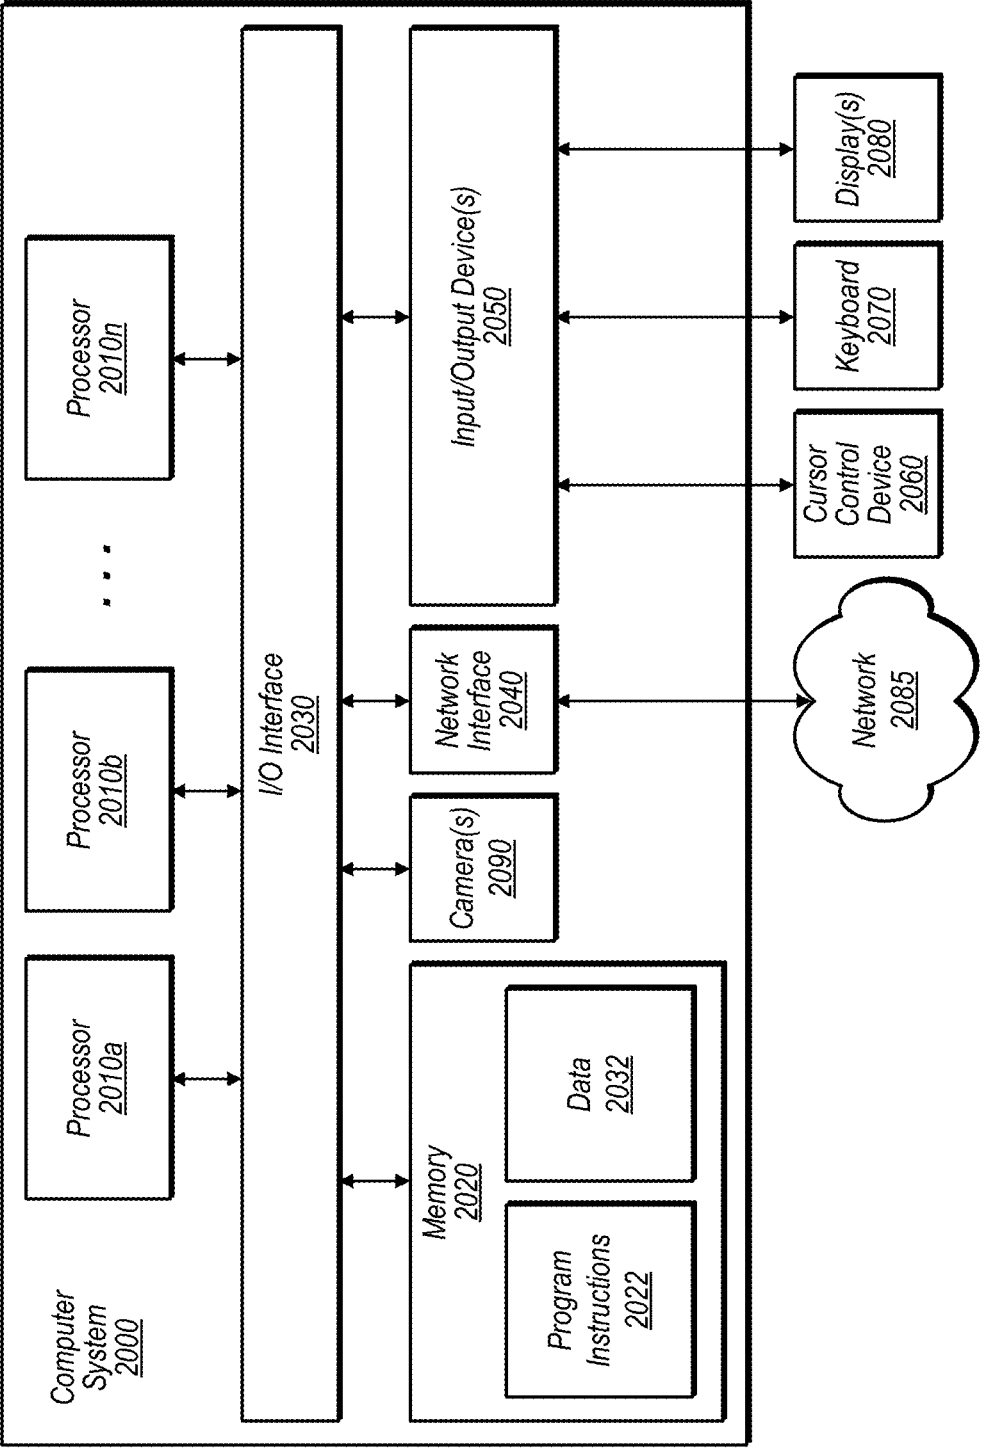 Computer
System
2000
Processor
2010a
Processor
2010b
. . .
Processor
2010n
I/O Interface
2030
Memory
2020
Program
Instructions
2022
Data
2032
Camera(s)
2090
Network
Interface
2040
Input/Output Device(s)
2050
Network
2085
Cursor
Control
Device
2060
Keyboard
2070
Display(s)
2080